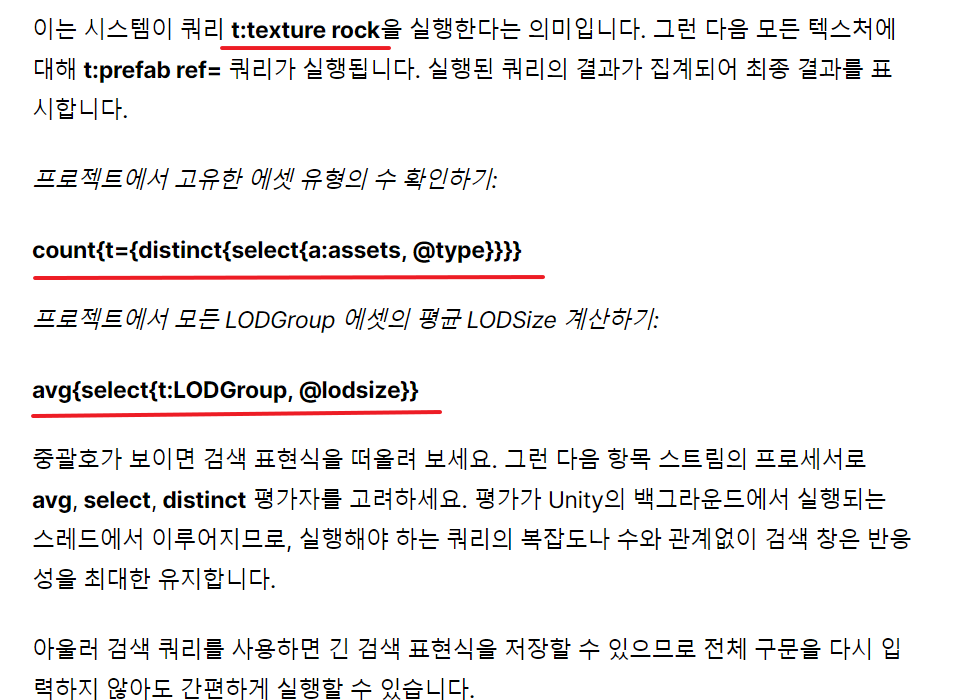 이는 시스템이 쿼리 t:texture rock을 실행한다는 의미입니다. 그런 다음 모든 텍스처에
대해 t:prefab ref= 쿼리가 실행됩니다. 실행된 쿼리의 결과가 집계되어 최종 결과를 표
시합니다.
프로젝트에서 고유한 에셋 유형의 수 확인하기:
count{t={distinct{select{a:assets, @type}}}}
프로젝트에서 모든 LODGroup 에셋의 평균 LODSize 계산하기:
avg{select{t:LODGroup, @lodsize}}
중괄호가 보이면 검색 표현식을 떠올려 보세요. 그런 다음 항목 스트림의 프로세서로
avg, select, distinct 평가자를 고려하세요. 평가가 Unity의 백그라운드에서 실행되는
스레드에서 이루어지므로, 실행해야 하는 쿼리의 복잡도나 수와 관계없이 검색 창은 반응
성을 최대한 유지합니다.
아울러 검색 쿼리를 사용하면 긴 검색 표현식을 저장할 수 있으므로 전체 구문을 다시 입
력하지 않아도 간편하게 실행할 수 있습니다.